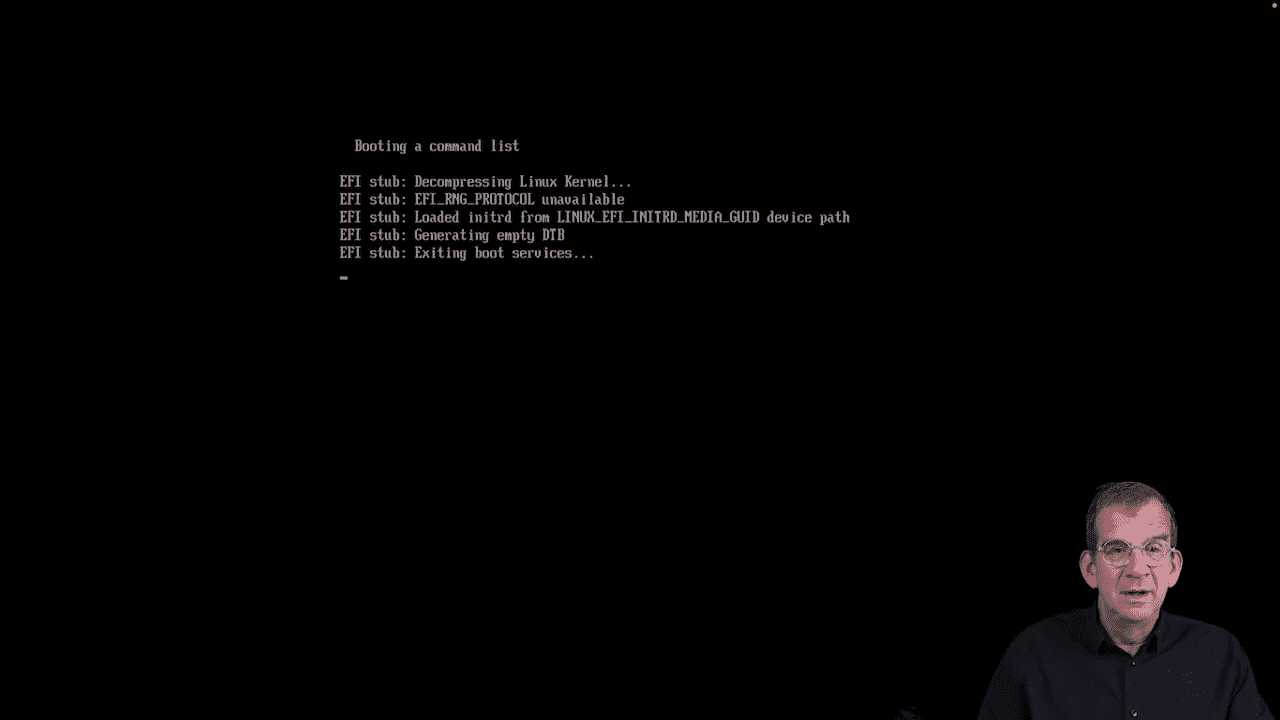 Booting a command list
EFI stub: Decompressing Linux Kernel...
EFI stub: EFI_RNG_PROTOCOL unavailable
EFI stub: Loaded initrd from LINUX_EFI_INITRD_MEDIA_GUID device path
EFI stub: Generating empty DTB
EFI stub: Exiting boot services...